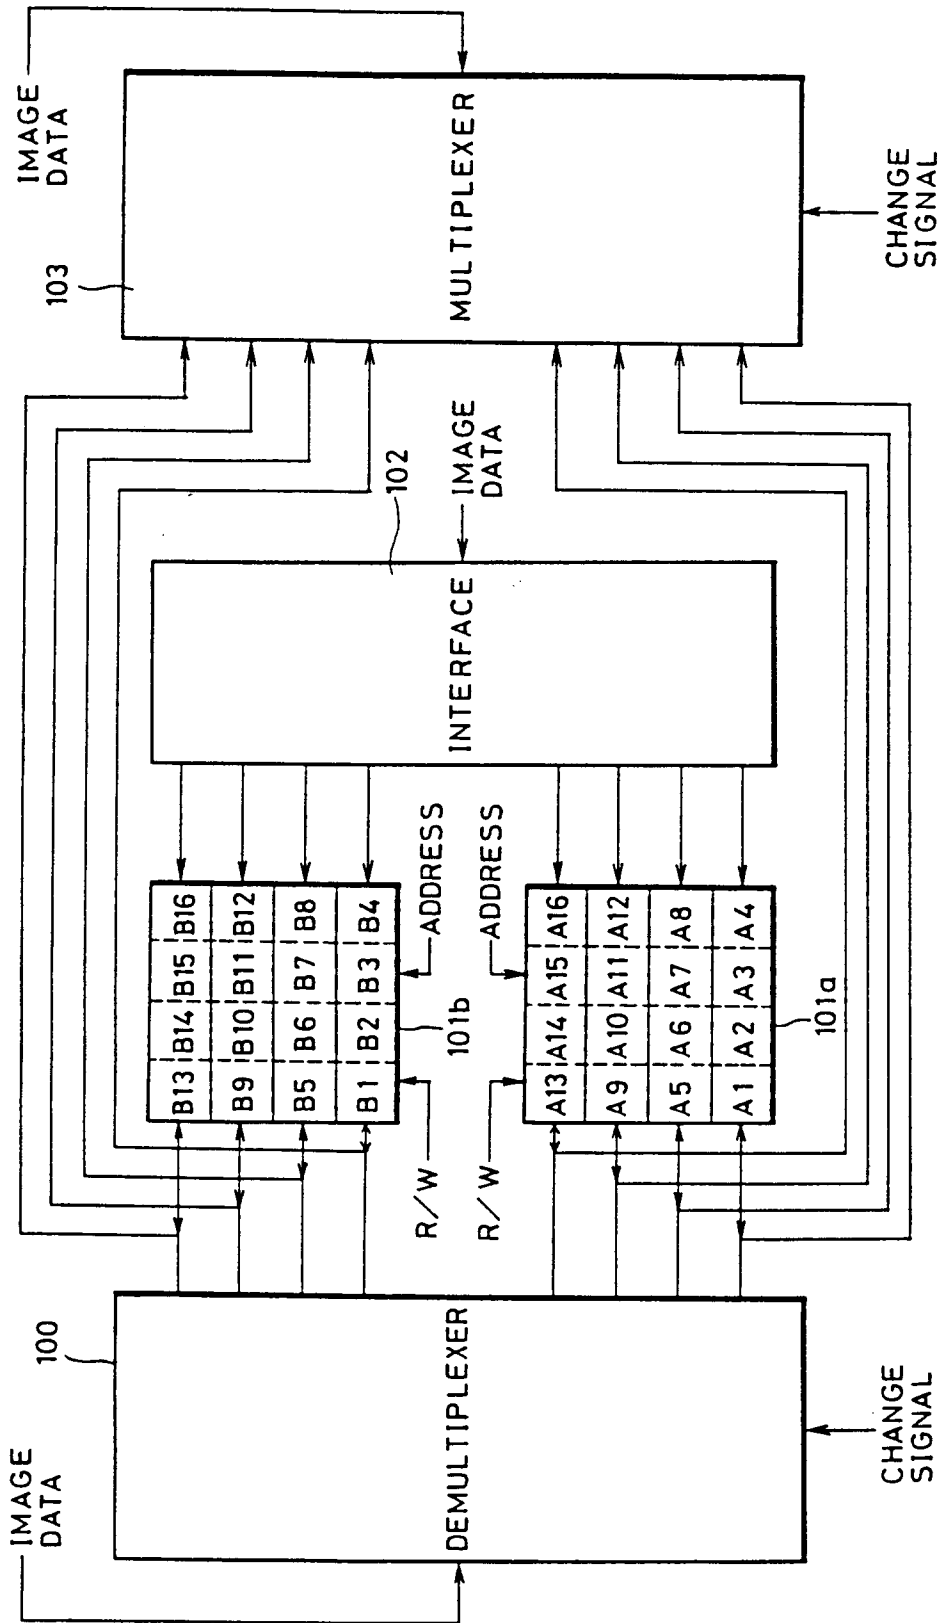 IMAGE
DATA
100
DEMULTIPLEXER
CHANGE
SIGNAL
B13 B14 B15 B16
B9 B10 B11 B12
B5 B6 B7 B8
B1 B2 B3 B4
R/W
101b
ADDRESS
R/W
ADDRESS
A13 A14 A15 A16
A9 A10 A11 A12
A5 A6 A7 A8
A1 A2 A3 A4
101a
INTERFACE
102
IMAGE
DATA
103
MULTIPLEXER
IMAGE
DATA
CHANGE
SIGNAL